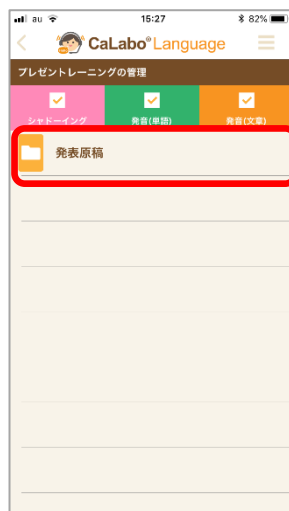 au 15:27 82%
CaLabo® Language
プレゼントレーニングの管理
シャドーイング 発音(単語) 発音(文章)
発表原稿